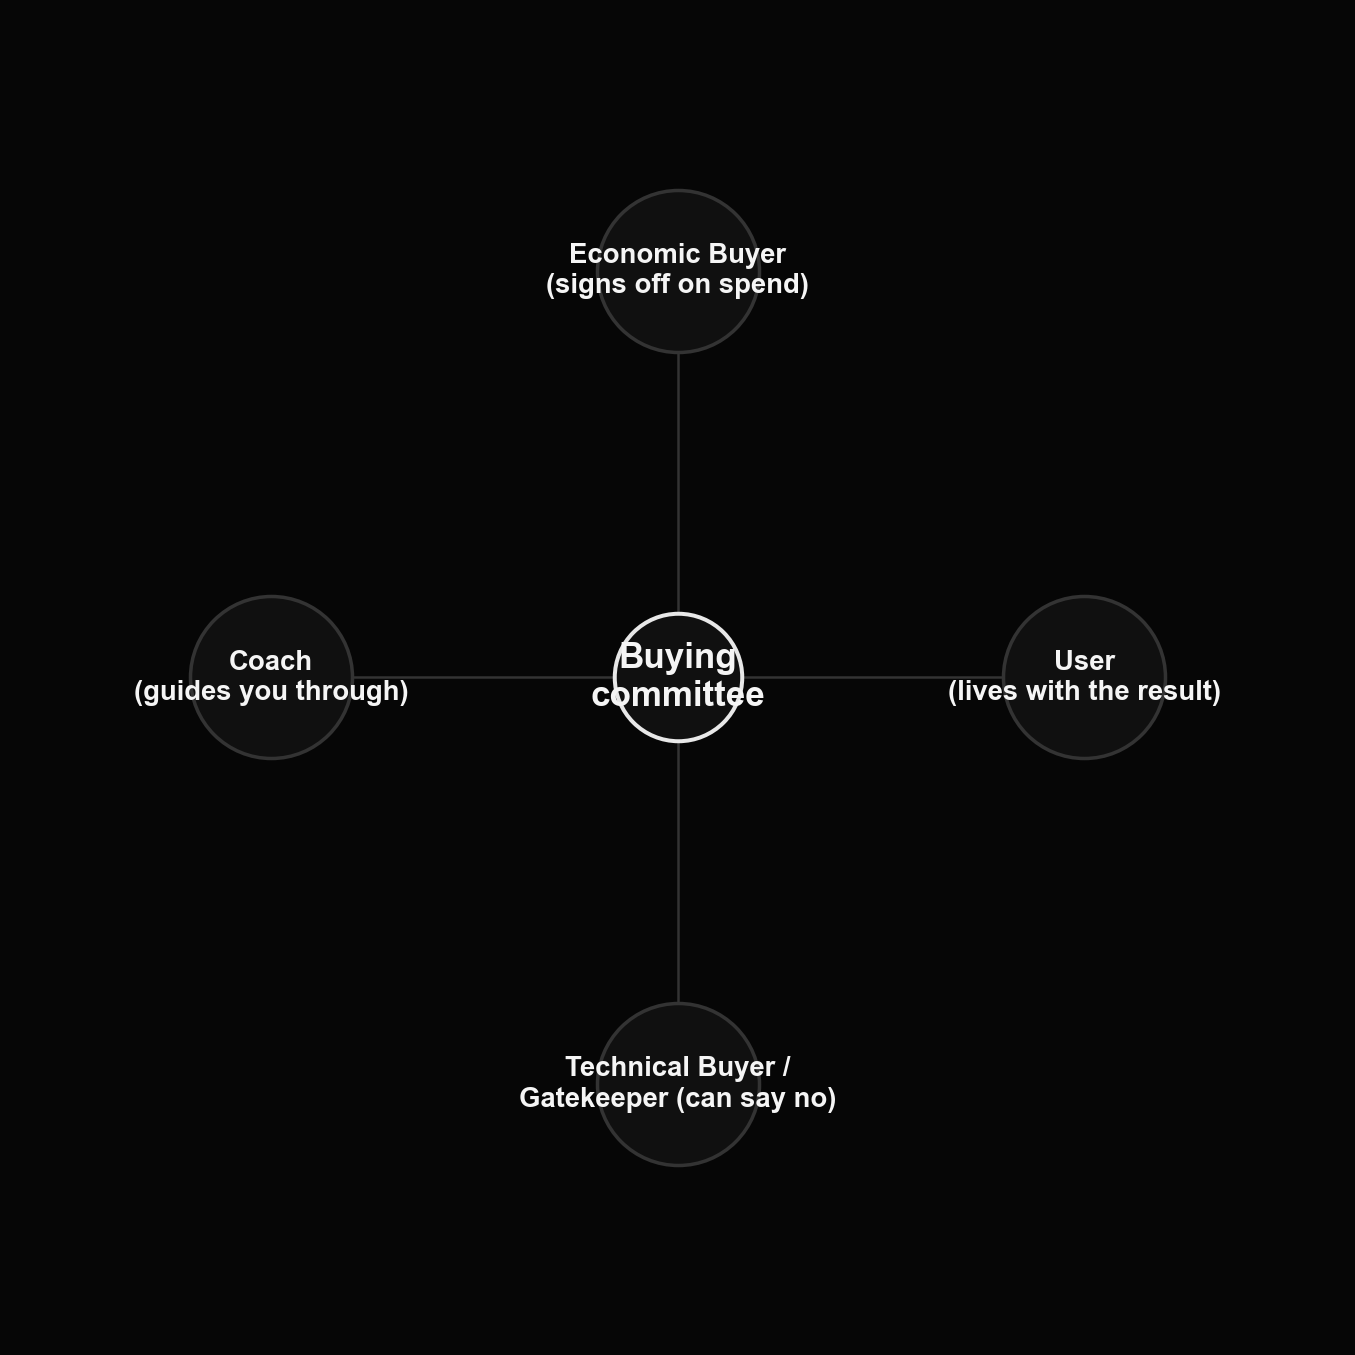 Economic Buyer
(signs off on spend)
Coach
(guides you through)
Buying
committee
User
(lives with the result)
Technical Buyer /
Gatekeeper (can say no)